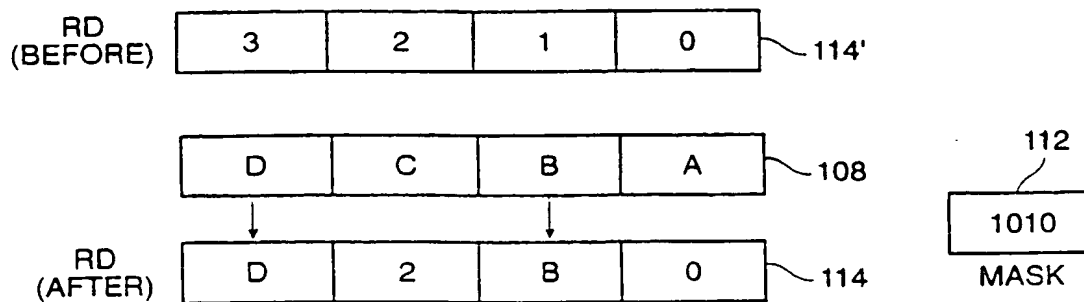 RD
(BEFORE) 3 2 1 0 114'
D C B A 108
112
1010
MASK
RD
(AFTER) D 2 B 0 114